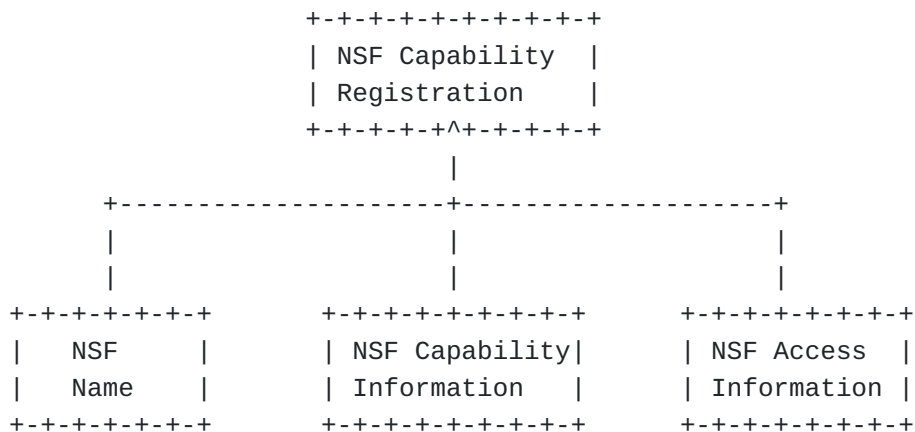 +-+-+-+-+-+-+-+-+-+
| NSF Capability  |
| Registration    |
+-+-+-+-+^+-+-+-+-+
|
+---------------------+--------------------+
|                     |                    |
|                     |                    |
+-+-+-+-+-+-+       +-+-+-+-+-+-+-+-+       +-+-+-+-+-+-+-+
|   NSF     |       | NSF Capability|       | NSF Access  |
|   Name    |       | Information   |       | Information |
+-+-+-+-+-+-+       +-+-+-+-+-+-+-+-+       +-+-+-+-+-+-+-+